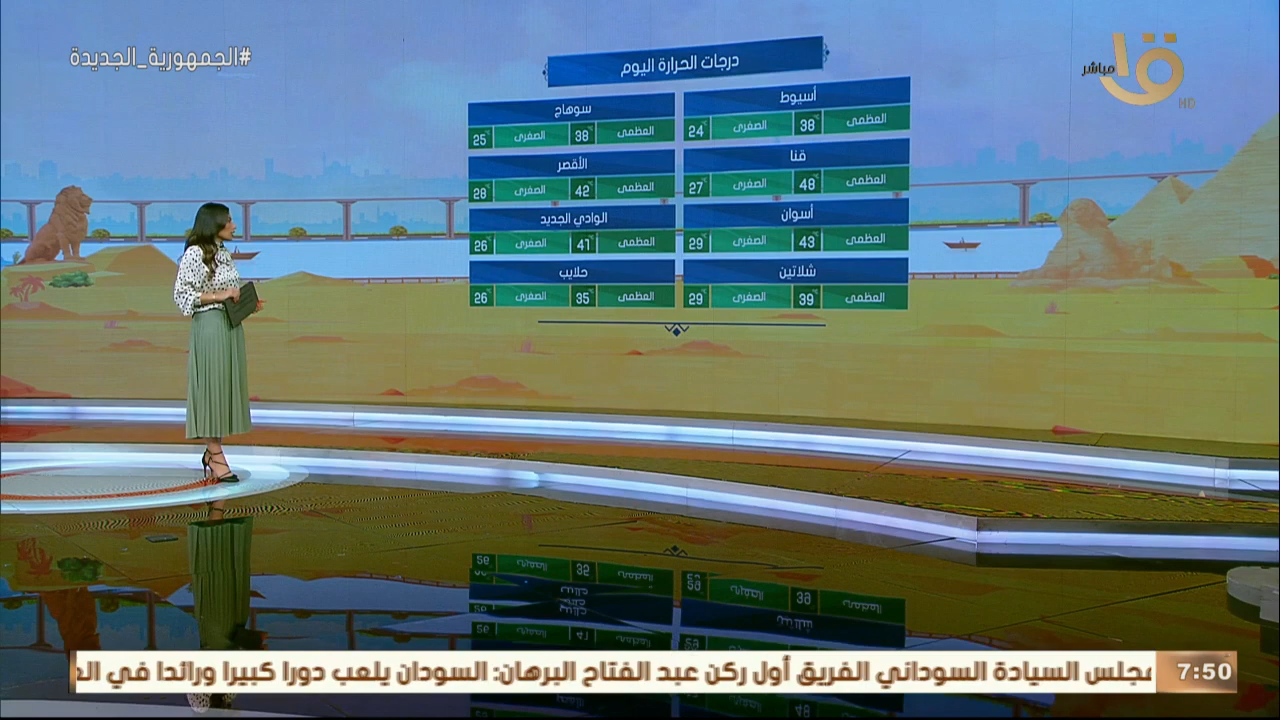 #الجمهورية_الجديدة
مباشر
HD
درجات الحرارة اليوم
أسيوط
العظمى 38 الصغرى 24
سوهاج
العظمى 38 الصغرى 25
قنا
العظمى 48 الصغرى 27
الأقصر
العظمى 42 الصغرى 28
أسوان
العظمى 43 الصغرى 29
الوادي الجديد
العظمى 41 الصغرى 26
شلاتين
العظمى 39 الصغرى 29
حلايب
العظمى 35 الصغرى 26
7:50
مجلس السيادة السوداني الفريق أول ركن عبد الفتاح البرهان: السودان يلعب دورا كبيرا ورائدا في